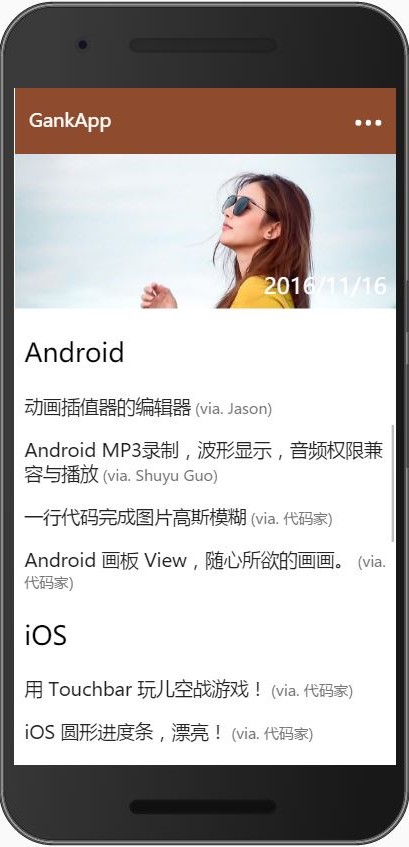 GankApp
2016/11/16
Android
动画插值器的编辑器 (via. Jason)
Android MP3录制，波形显示，音频权限兼
容与播放 (via. Shuyu Guo)
一行代码完成图片高斯模糊 (via. 代码家)
Android 画板 View，随心所欲的画画。 (via.
代码家)
iOS
用 Touchbar 玩儿空战游戏！ (via. 代码家)
iOS 圆形进度条，漂亮！ (via. 代码家)